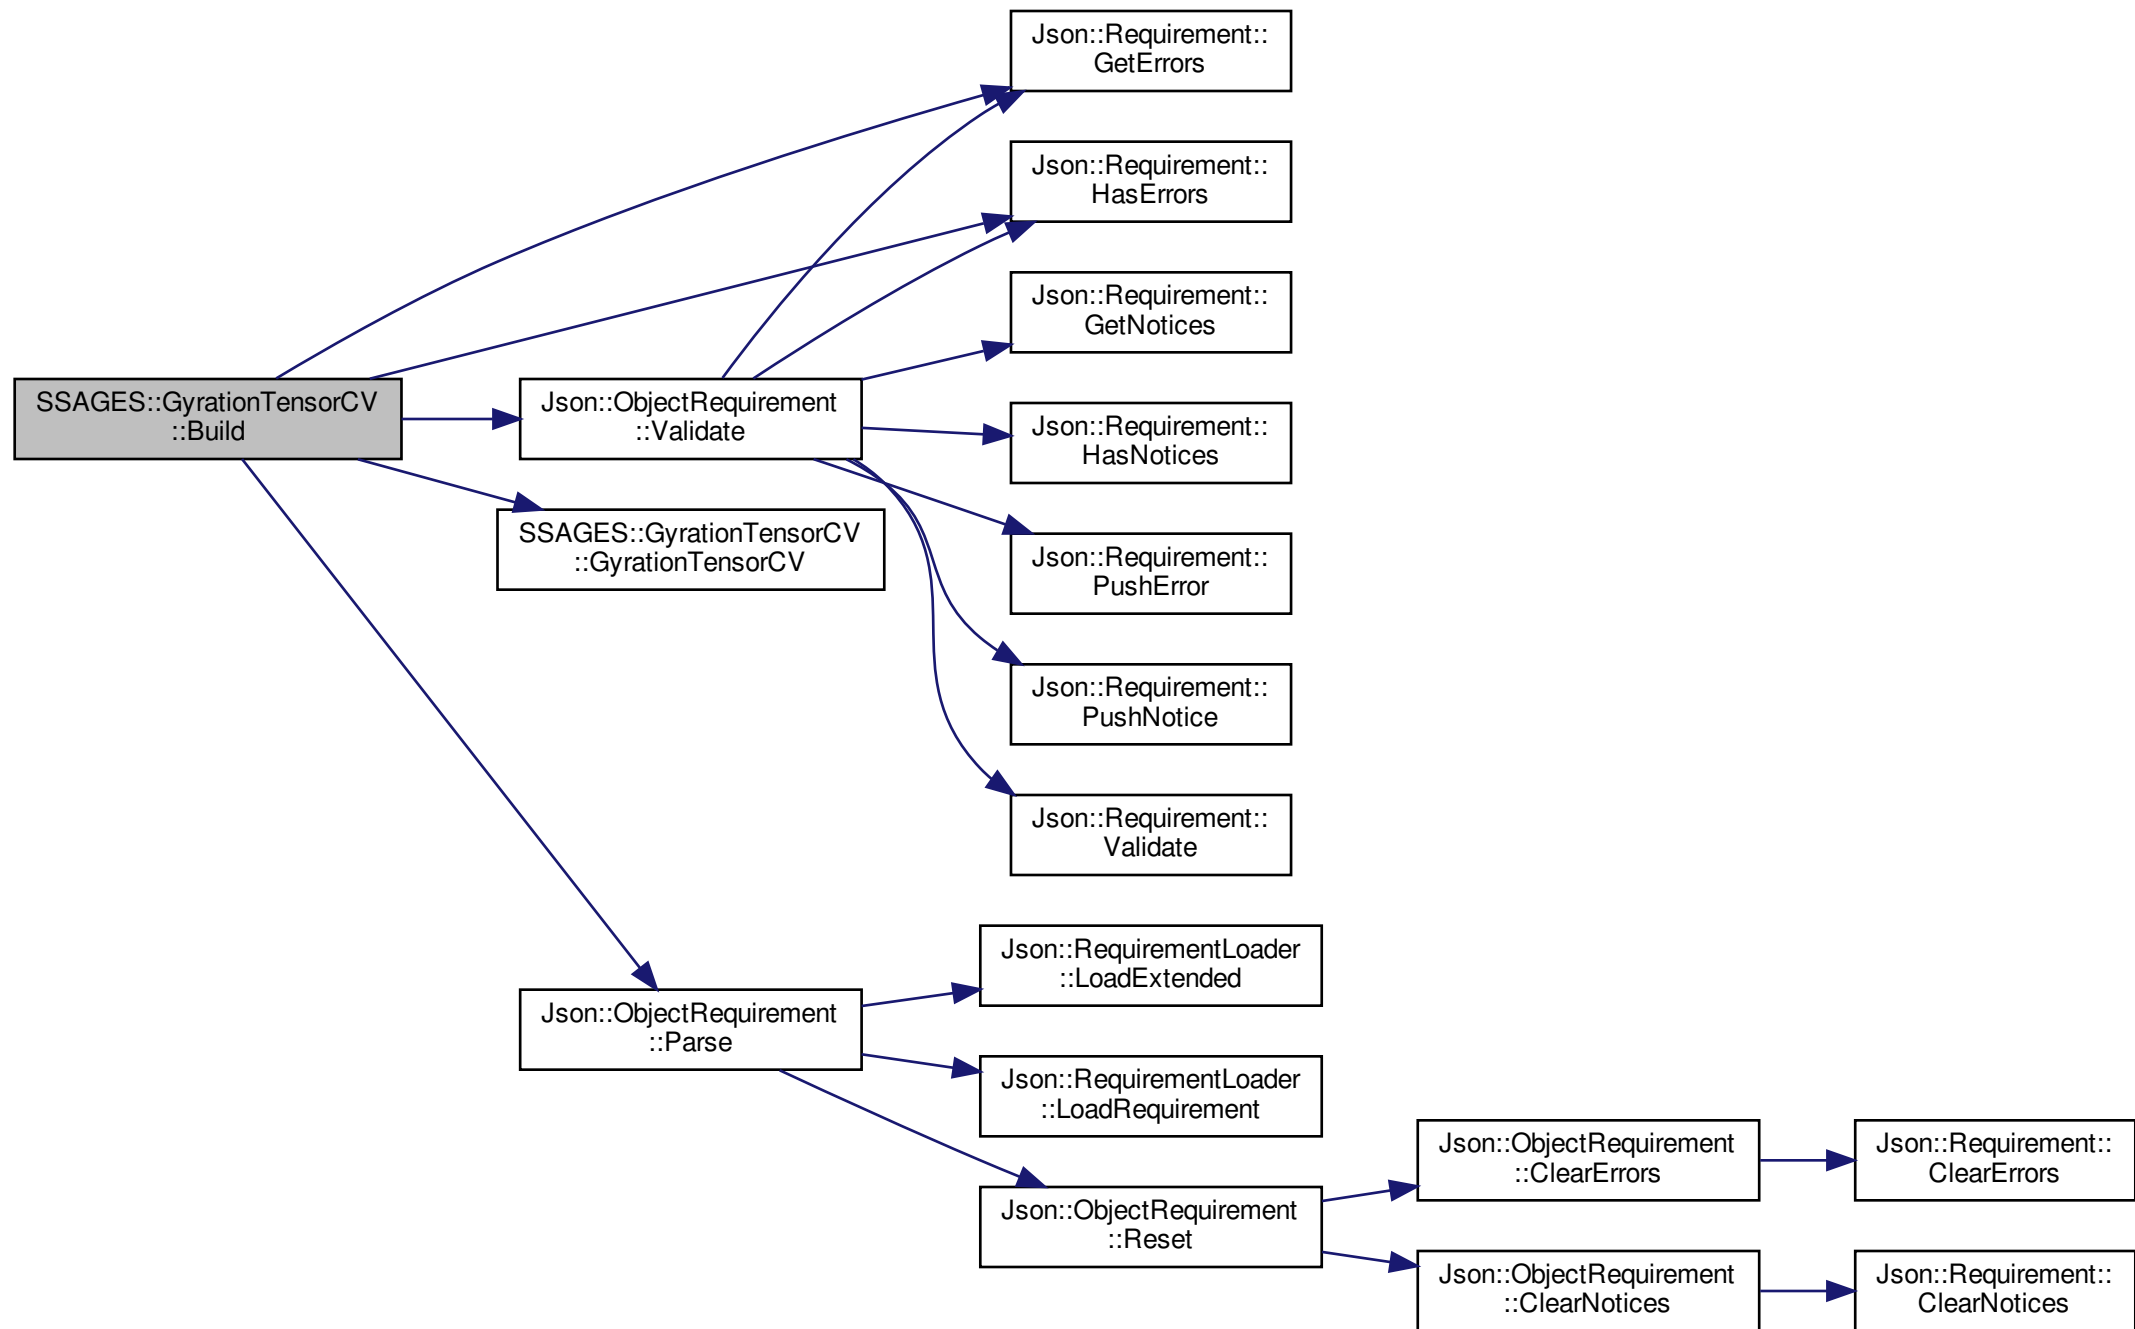 Json::Requirement::
GetErrors
Json::Requirement::
HasErrors
Json::Requirement::
GetNotices
SSAGES::GyrationTensorCV
::Build
Json::ObjectRequirement
::Validate
Json::Requirement::
HasNotices
SSAGES::GyrationTensorCV
::GyrationTensorCV
Json::Requirement::
PushError
Json::Requirement::
PushNotice
Json::Requirement::
Validate
Json::RequirementLoader
::LoadExtended
Json::ObjectRequirement
::Parse
Json::RequirementLoader
::LoadRequirement
Json::ObjectRequirement
::Reset
Json::ObjectRequirement
::ClearErrors
Json::Requirement::
ClearErrors
Json::ObjectRequirement
::ClearNotices
Json::Requirement::
ClearNotices